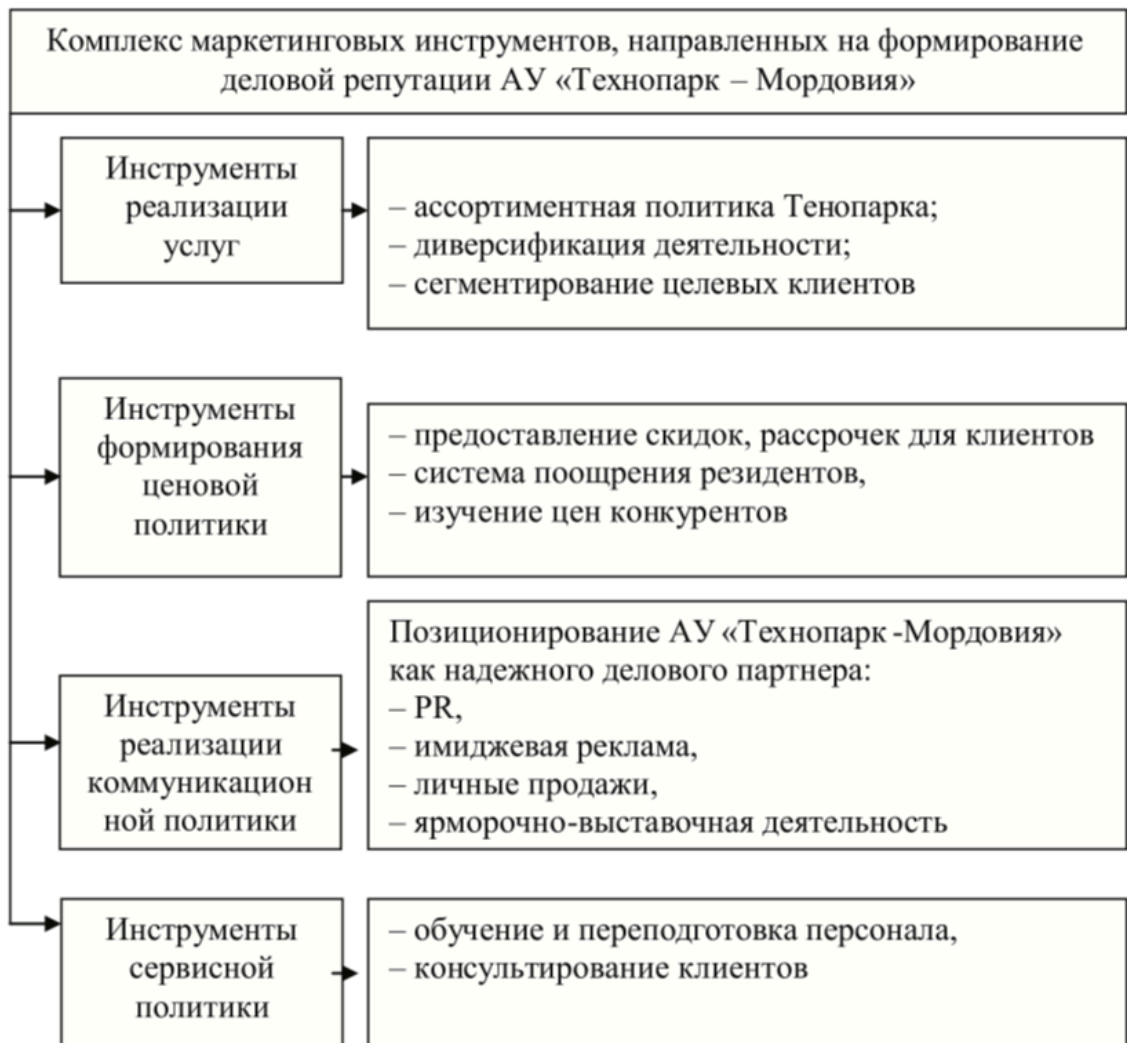 Комплекс маркетинговых инструментов, направленных на формирование
деловой репутации АУ «Технопарк – Мордовия»
Инструменты
реализации
услуг
– ассортиментная политика Тенопарка;
– диверсификация деятельности;
– сегментирование целевых клиентов
Инструменты
формирования
ценовой
политики
– предоставление скидок, рассрочек для клиентов
– система поощрения резидентов,
– изучение цен конкурентов
Инструменты
реализации
коммуникацион
ной политики
Позиционирование АУ «Технопарк -Мордовия»
как надежного делового партнера:
– PR,
– имиджевая реклама,
– личные продажи,
– ярморочно-выставочная деятельность
Инструменты
сервисной
политики
– обучение и переподготовка персонала,
– консультирование клиентов